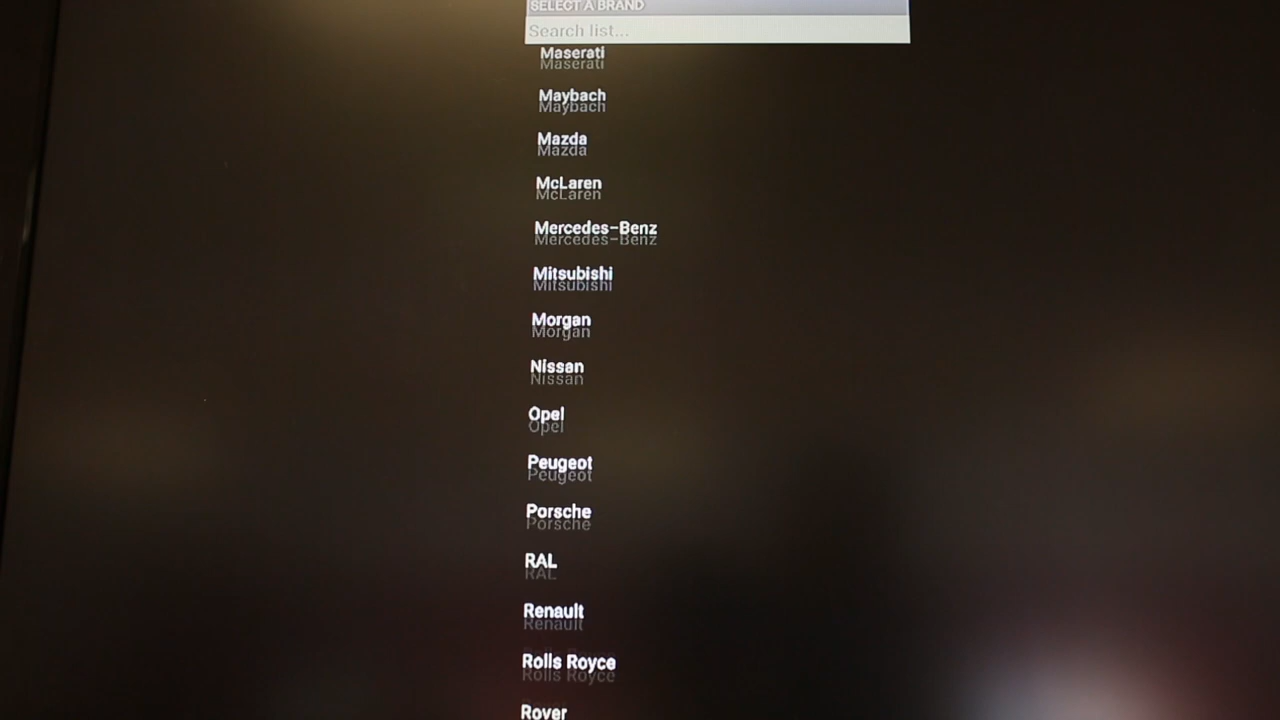 SELECT A BRAND
Search list...
Maserati
Maybach
Mazda
McLaren
Mercedes-Benz
Mitsubishi
Morgan
Nissan
Opel
Peugeot
Porsche
RAL
Renault
Rolls Royce
Rover